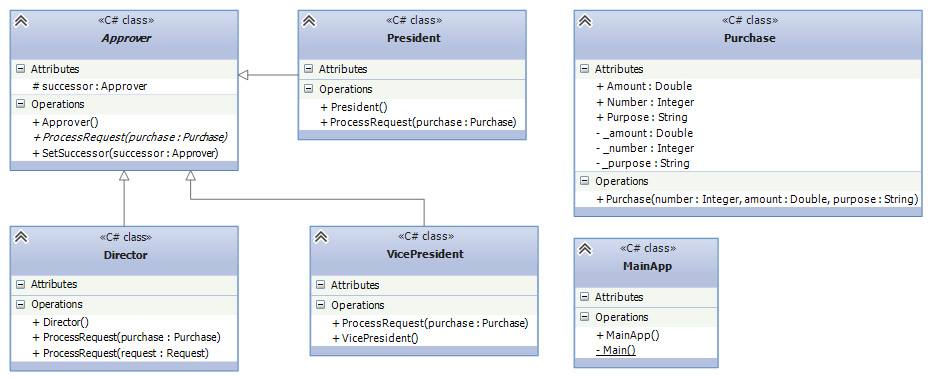 «C# class»
Approver
Attributes
# successor : Approver
Operations
+ Approver()
+ ProcessRequest(purchase : Purchase)
+ SetSuccessor(successor : Approver)
«C# class»
President
Attributes
Operations
+ President()
+ ProcessRequest(purchase : Purchase)
«C# class»
Purchase
Attributes
+ Amount : Double
+ Number : Integer
+ Purpose : String
- _amount : Double
- _number : Integer
- _purpose : String
Operations
+ Purchase(number : Integer, amount : Double, purpose : String)
«C# class»
Director
Attributes
Operations
+ Director()
+ ProcessRequest(purchase : Purchase)
+ ProcessRequest(request : Request)
«C# class»
VicePresident
Attributes
Operations
+ ProcessRequest(purchase : Purchase)
+ VicePresident()
«C# class»
MainApp
Attributes
Operations
+ MainApp()
- Main()